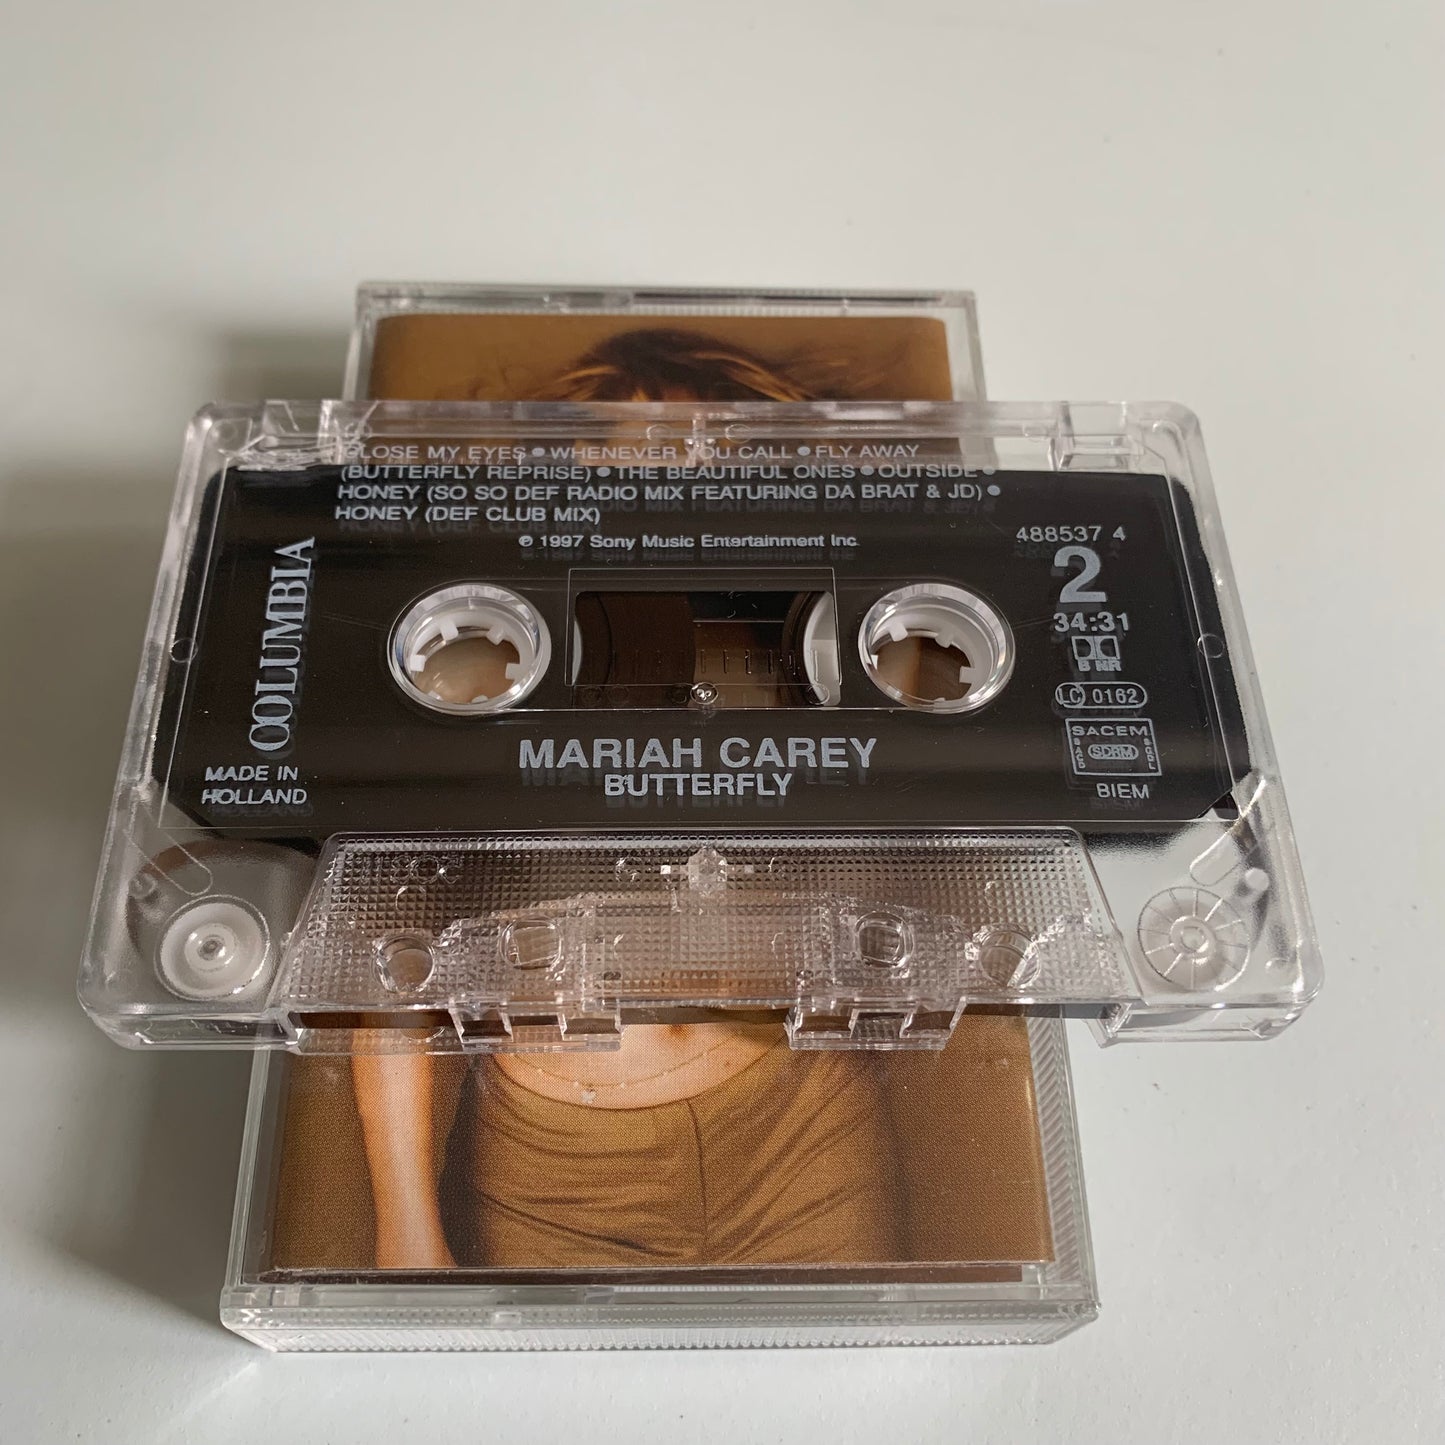 CLOSE MY EYES • WHENEVER YOU CALL • FLY AWAY
(BUTTERFLY REPRISE) • THE BEAUTIFUL ONES • OUTSIDE •
HONEY (SO SO DEF RADIO MIX FEATURING DA BRAT & JD) •
HONEY (DEF CLUB MIX)
℗ 1997 Sony Music Entertainment Inc.
488537 4
2
34:31
B NR
LC 0162
SACEM
SDRM
BIEM
COLUMBIA
MADE IN
HOLLAND
MARIAH CAREY
BUTTERFLY